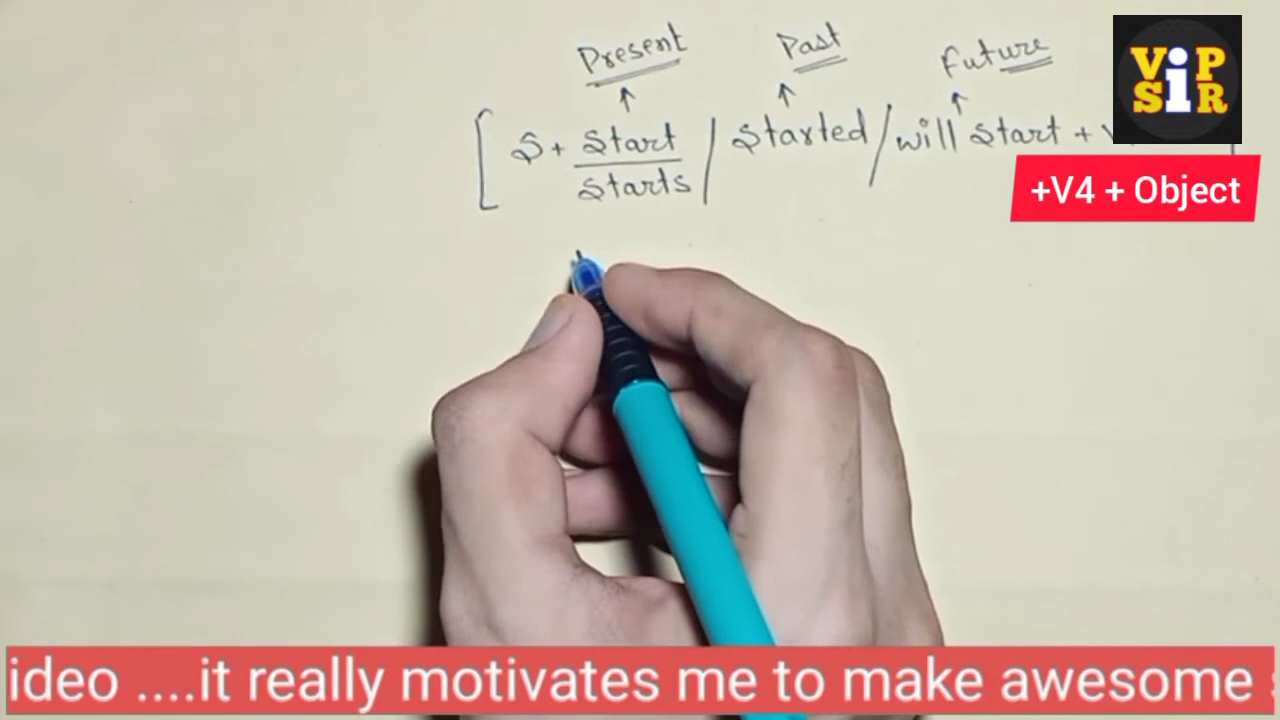 Present Past Future
↑ ↑ ↑
[ S + Start / Started / will Start +
Starts
ViP
SiR
+V4 + Object
ideo ....it really motivates me to make awesome